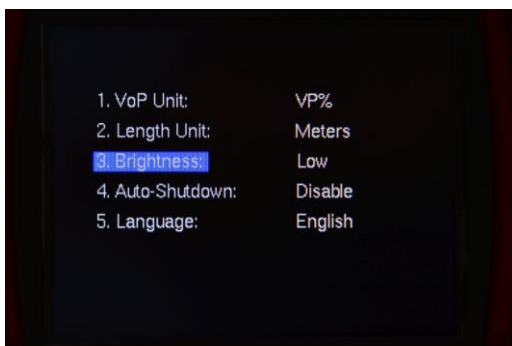 1. VoP Unit: VP%
2. Length Unit: Meters
3. Brightness: Low
4. Auto-Shutdown: Disable
5. Language: English